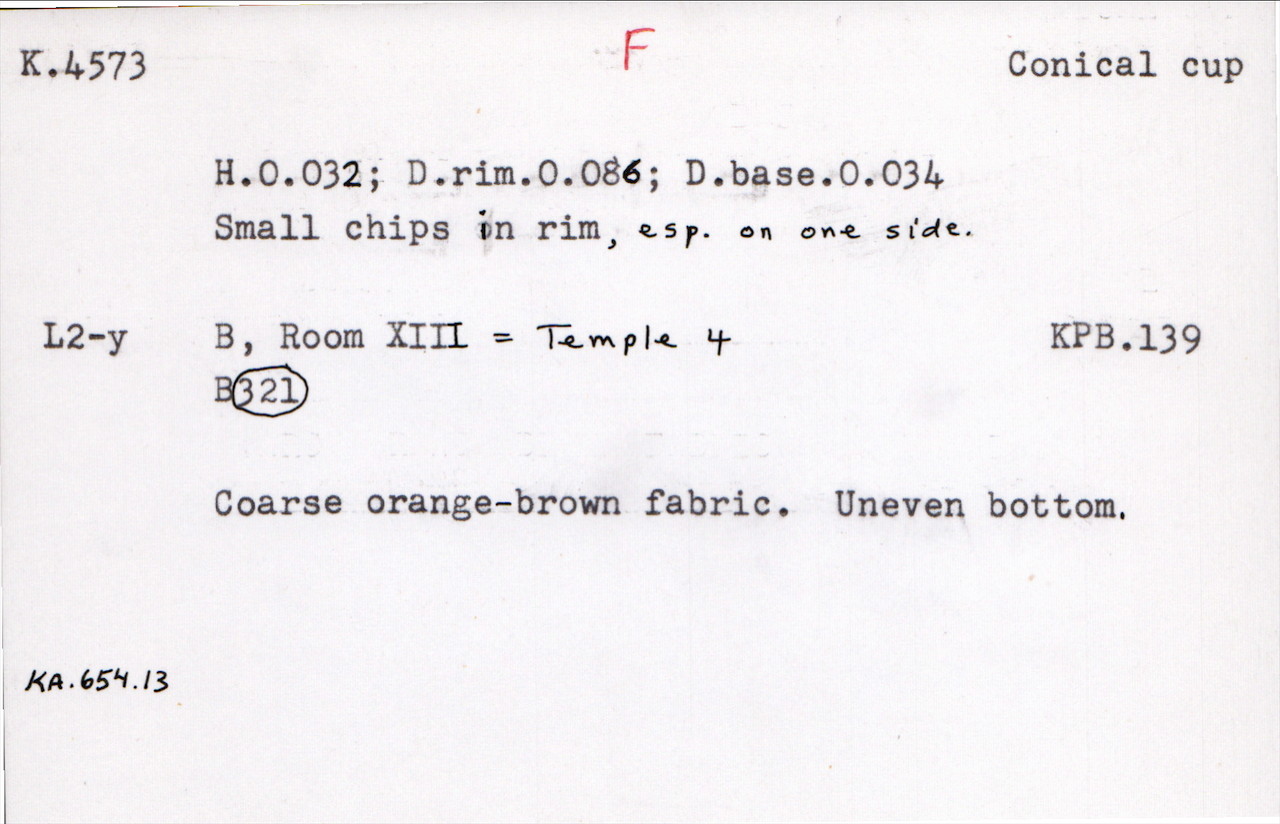 K.4573 F Conical cup
H.0.032; D.rim.0.086; D.base.0.034
Small chips in rim, esp. on one side.
L2-y B, Room XIII = Temple 4 KPB.139
B321
Coarse orange-brown fabric. Uneven bottom.
KA.654.13